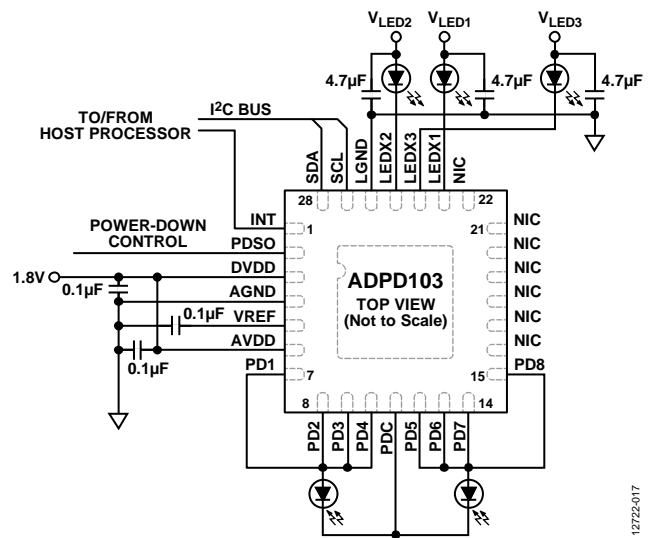 VLED2 VLED1 VLED3
4.7µF 4.7µF 4.7µF
I2C BUS
TO/FROM
HOST PROCESSOR
SDA SCL LGND LEDX2 LEDX3 LEDX1 NIC
28 22
INT 1 21 NIC
POWER-DOWN
CONTROL
PDSO NIC
1.8V DVDD NIC
0.1µF
AGND NIC
0.1µF VREF NIC
AVDD NIC
0.1µF
PD1 7 15 PD8
ADPD103
TOP VIEW
(Not to Scale)
8 14
PD2 PD3 PD4 PDC PD5 PD6 PD7
12722-017